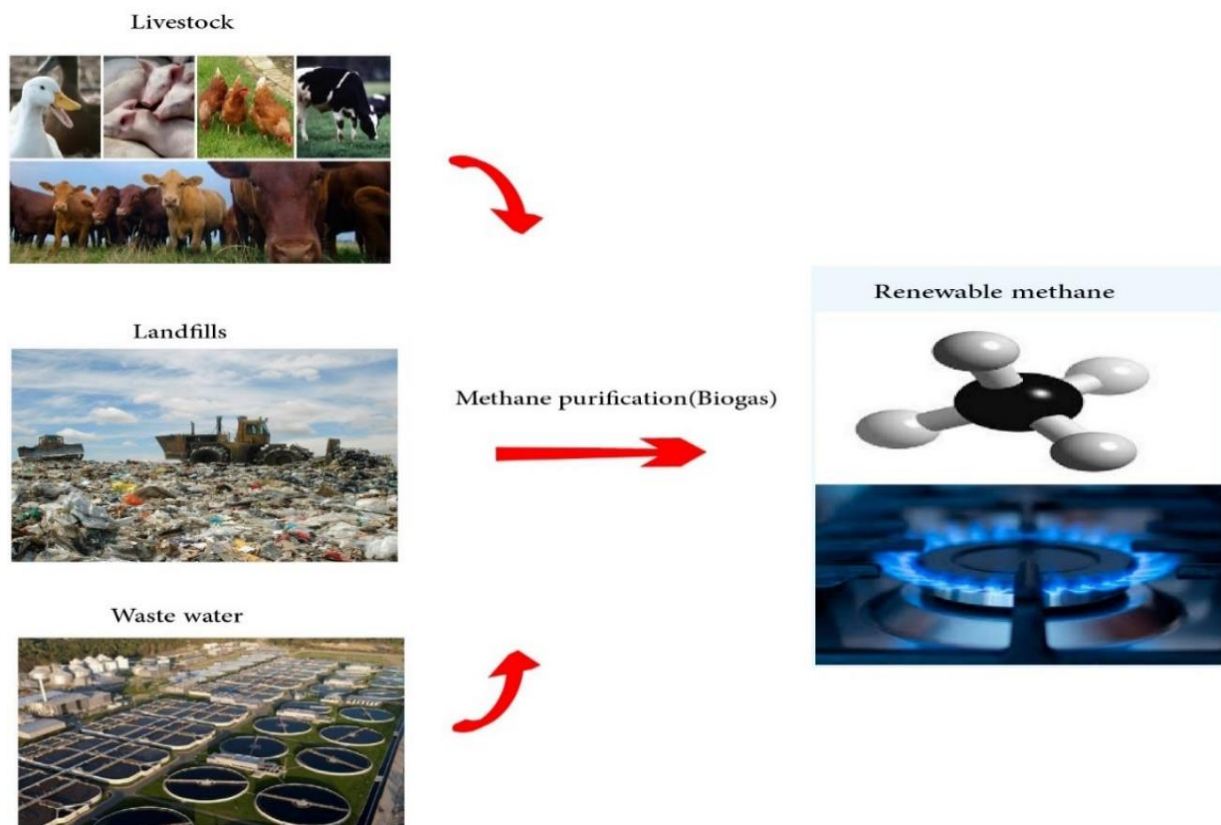 Livestock
Landfills
Methane purification(Biogas)
Renewable methane
Waste water